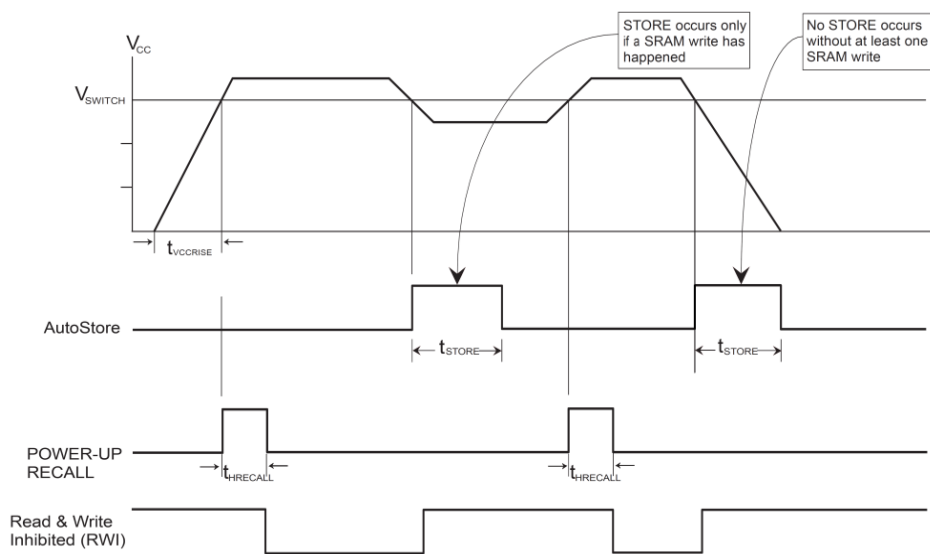 STORE occurs only
if a SRAM write has
happened
No STORE occurs
without at least one
SRAM write
VCC
VSWITCH
tVCCRISE
AutoStore
tSTORE
tSTORE
POWER-UP
RECALL
tHRECALL
tHRECALL
Read & Write
Inhibited (RWI)